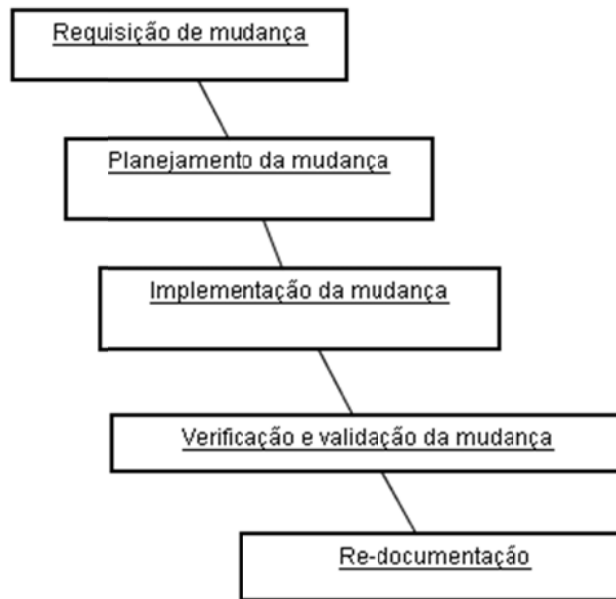 Requisição de mudança
Planejamento da mudança
Implementação da mudança
Verificação e validação da mudança
Re-documentação